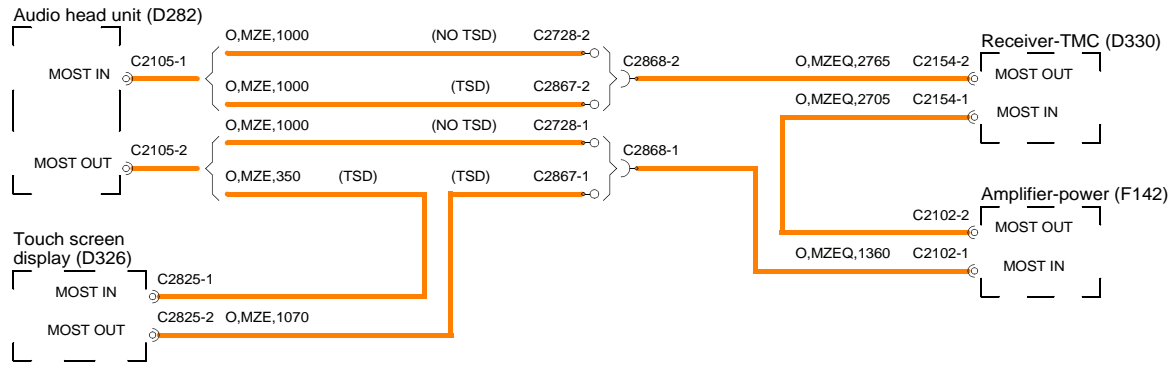 Audio head unit (D282)
MOST IN
C2105-1
O,MZE,1000 (NO TSD) C2728-2
O,MZE,1000 (TSD) C2867-2
C2868-2
MOST OUT
C2105-2
O,MZE,1000 (NO TSD) C2728-1
O,MZE,350 (TSD) (TSD) C2867-1
C2868-1
Touch screen
display (D326)
MOST IN
C2825-1
MOST OUT
C2825-2 O,MZE,1070
Receiver-TMC (D330)
O,MZEQ,2765 C2154-2
MOST OUT
O,MZEQ,2705 C2154-1
MOST IN
Amplifier-power (F142)
C2102-2
MOST OUT
O,MZEQ,1360 C2102-1
MOST IN